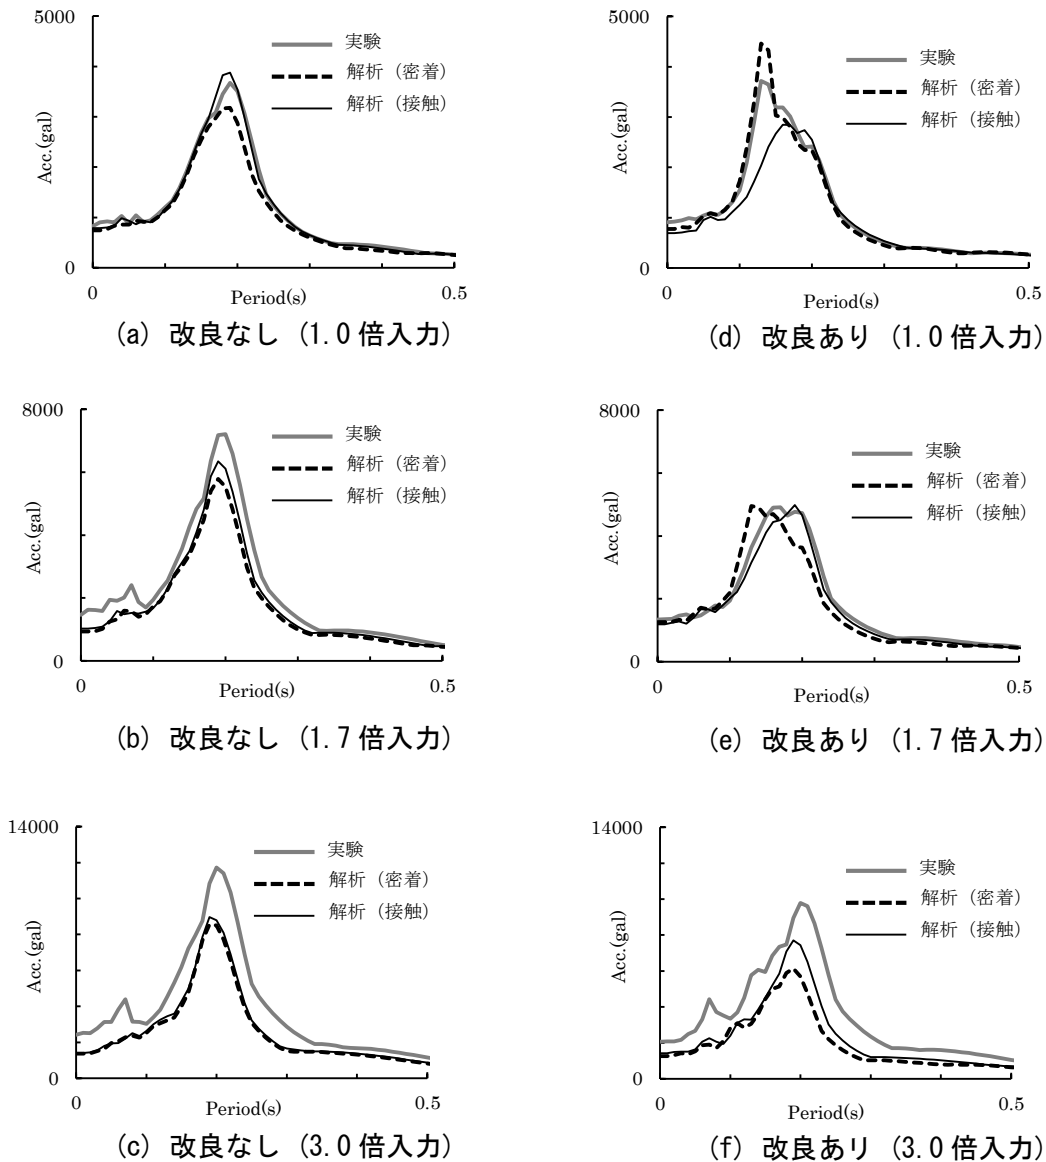 5000
実験
解析（密着）
解析（接触）
Acc.(gal)
0
0
Period(s)
0.5
(a) 改良なし（1.0倍入力）
5000
実験
解析（密着）
解析（接触）
Acc.(gal)
0
0
Period(s)
0.5
(d) 改良あり（1.0倍入力）
8000
実験
解析（密着）
解析（接触）
Acc.(gal)
0
0
Period(s)
0.5
(b) 改良なし（1.7倍入力）
8000
実験
解析（密着）
解析（接触）
Acc.(gal)
0
0
Period(s)
0.5
(e) 改良あり（1.7倍入力）
14000
実験
解析（密着）
解析（接触）
Acc.(gal)
0
0
Period(s)
0.5
(c) 改良なし（3.0倍入力）
14000
実験
解析（密着）
解析（接触）
Acc.(gal)
0
0
Period(s)
0.5
(f) 改良あり（3.0倍入力）